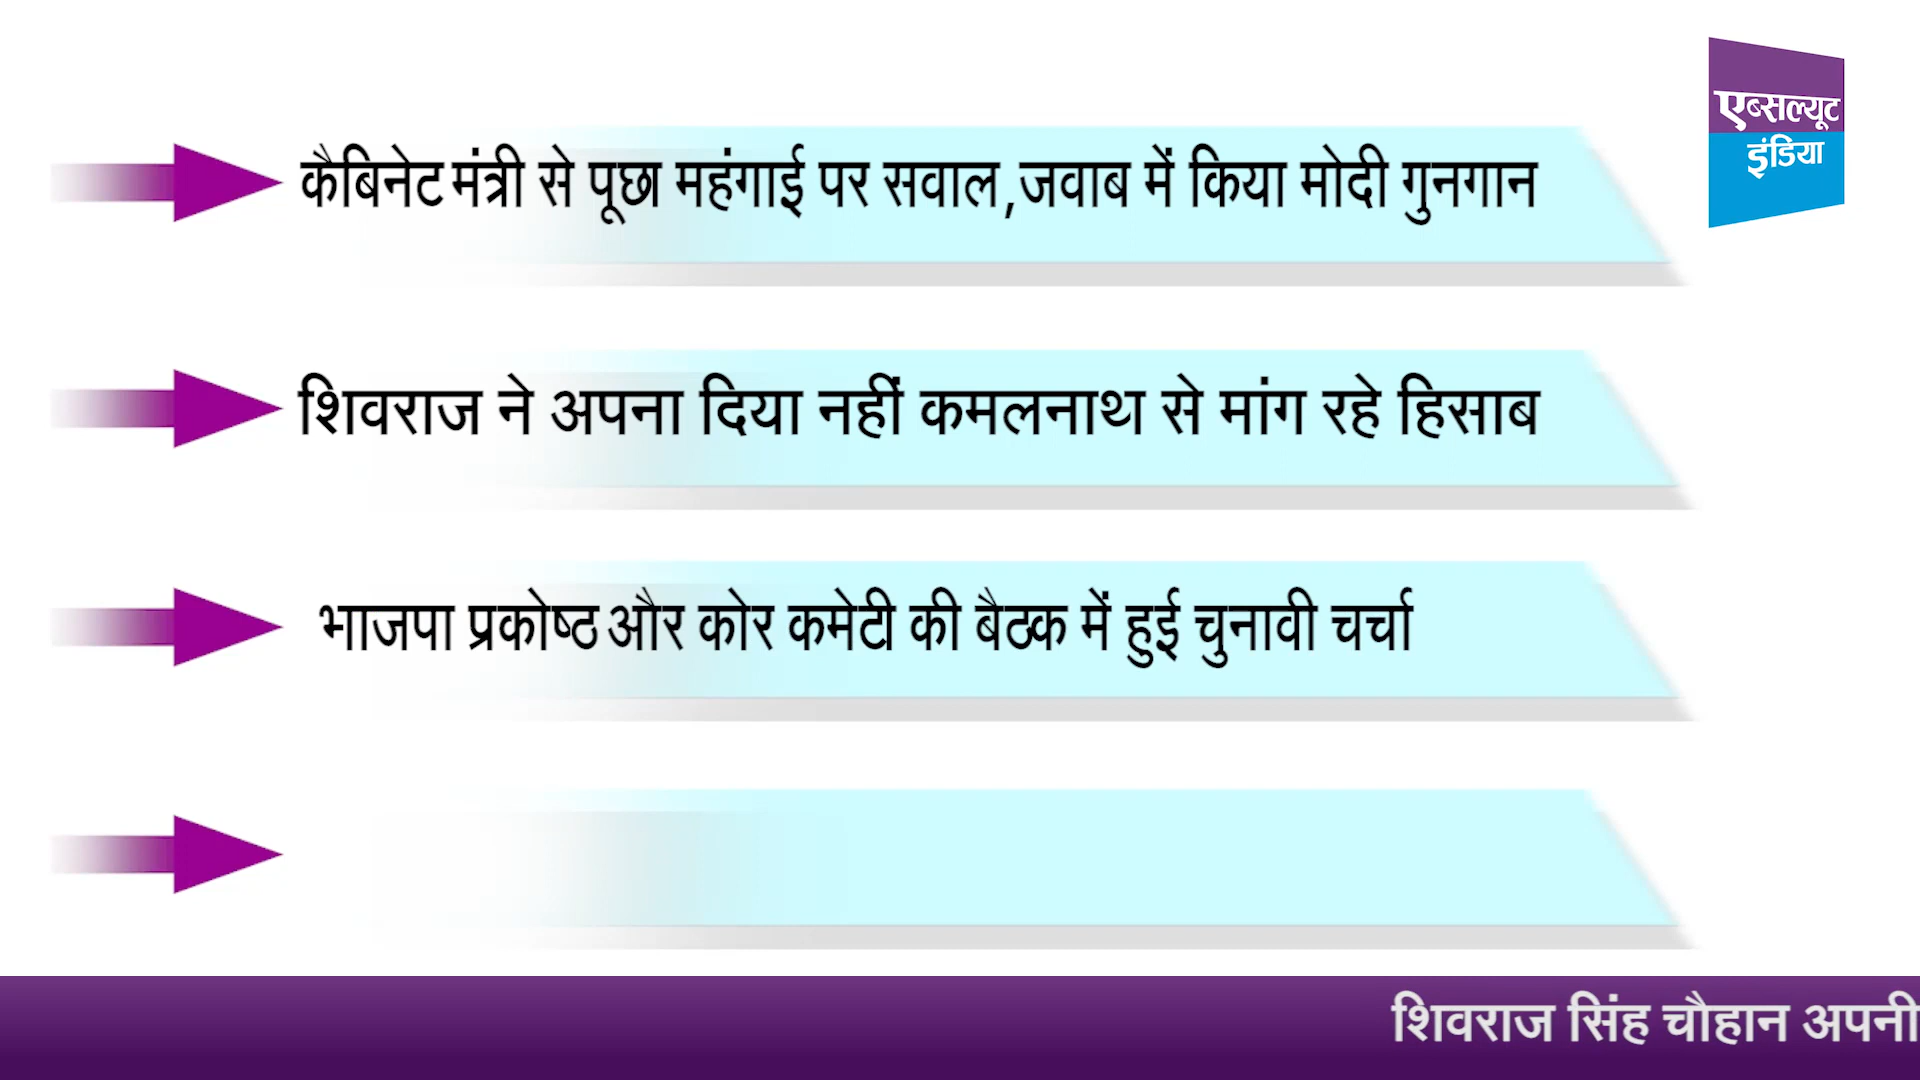 एब्सल्यूट
इंडिया
कैबिनेट मंत्री से पूछा महंगाई पर सवाल,जवाब में किया मोदी गुनगान
शिवराज ने अपना दिया नहीं कमलनाथ से मांग रहे हिसाब
भाजपा प्रकोष्ठ और कोर कमेटी की बैठक में हुई चुनावी चर्चा
शिवराज सिंह चौहान अपनी